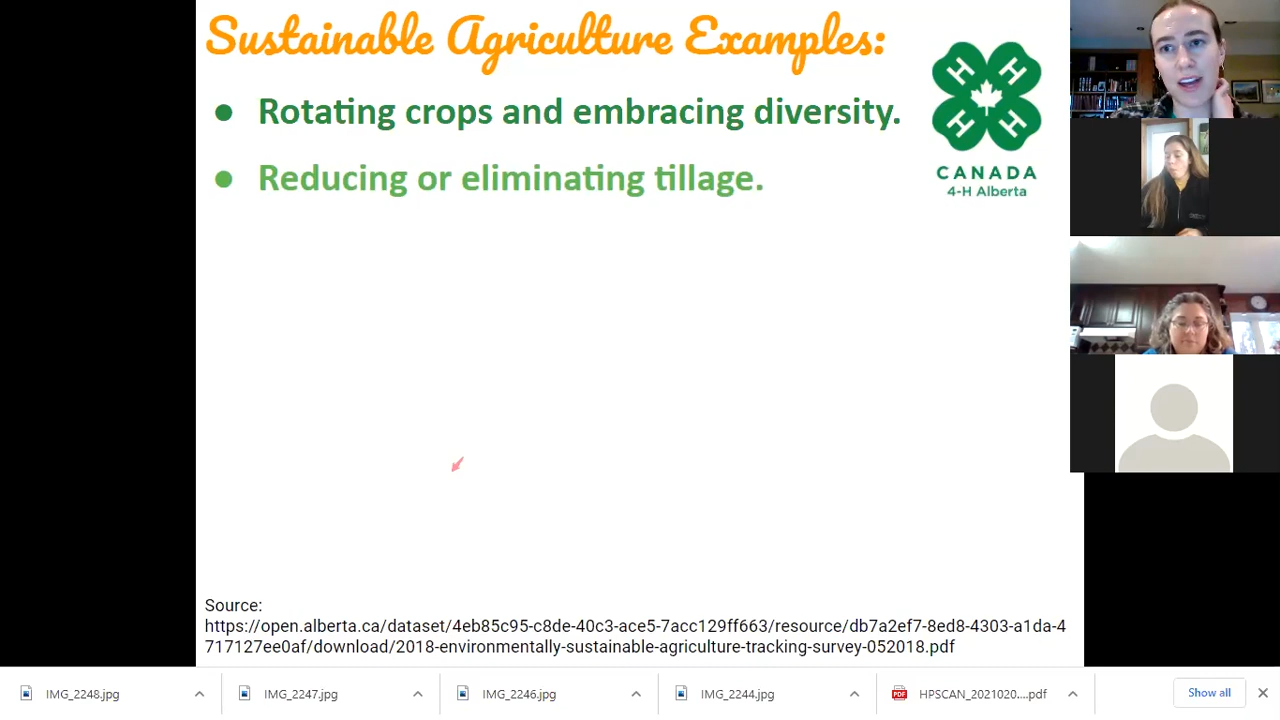 Sustainable Agriculture Examples:
● Rotating crops and embracing diversity.
● Reducing or eliminating tillage.
H H
H H
CANADA
4-H Alberta
Source:
https://open.alberta.ca/dataset/4eb85c95-c8de-40c3-ace5-7acc129ff663/resource/db7a2ef7-8ed8-4303-a1da-4
717127ee0af/download/2018-environmentally-sustainable-agriculture-tracking-survey-052018.pdf
IMG_2248.jpg
IMG_2247.jpg
IMG_2246.jpg
IMG_2244.jpg
PDF
HPSCAN_2021020....pdf
Show all